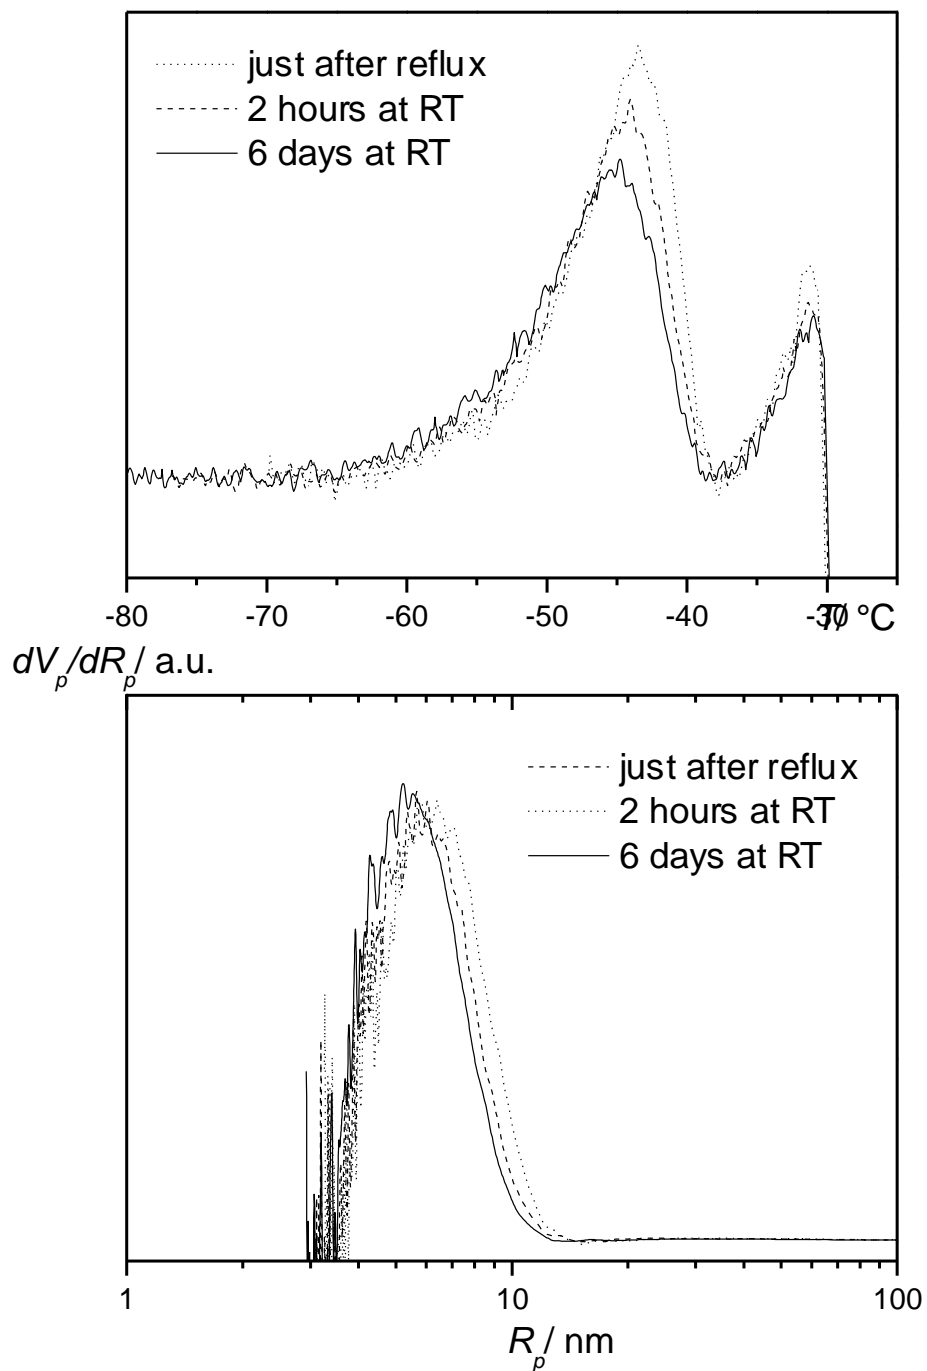 just after reflux
2 hours at RT
6 days at RT
-80 -70 -60 -50 -40 -30 T/ °C
dV_p/dR_p/ a.u.
just after reflux
2 hours at RT
6 days at RT
1 10 100
R_p/ nm